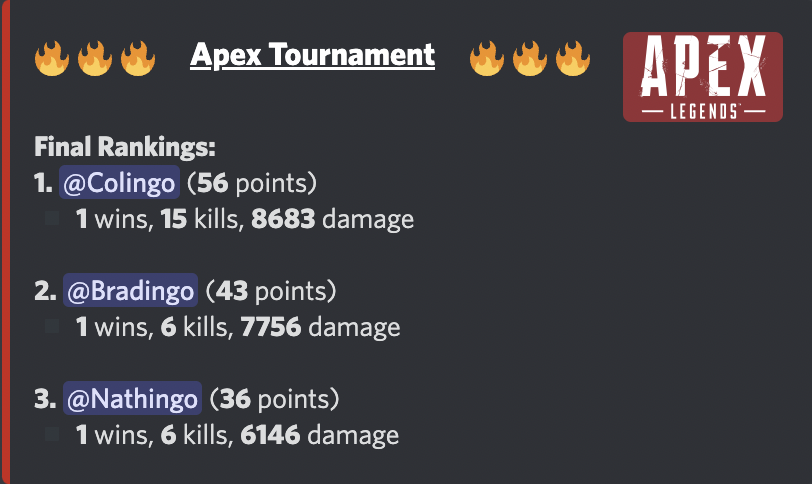 🔥🔥🔥 Apex Tournament 🔥🔥🔥
APEX
LEGENDS
Final Rankings:
1. @Colingo (56 points)
1 wins, 15 kills, 8683 damage
2. @Bradingo (43 points)
1 wins, 6 kills, 7756 damage
3. @Nathingo (36 points)
1 wins, 6 kills, 6146 damage